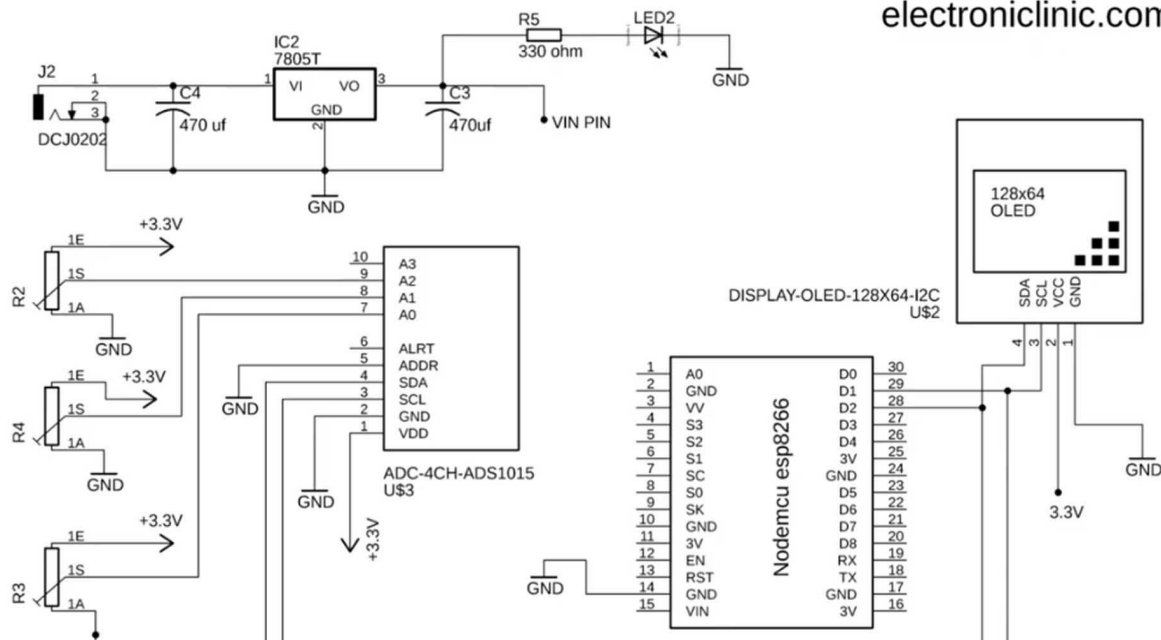 electroniclinic.com
R5
330 ohm
LED2
GND
IC2
7805T
J2
1
2
3
DCJ0202
1
VI
VO
3
GND
2
C4
470 uf
C3
470uf
VIN PIN
GND
+3.3V
1E
1S
1A
R2
GND
+3.3V
1E
1S
1A
R4
GND
+3.3V
1E
1S
1A
R3
10 A3
9 A2
8 A1
7 A0
6 ALRT
5 ADDR
4 SDA
3 SCL
2 GND
1 VDD
ADC-4CH-ADS1015
U$3
GND
GND
+3.3V
128x64
OLED
SDA
SCL
VCC
GND
4
3
2
1
DISPLAY-OLED-128X64-I2C
U$2
GND
3.3V
Nodemcu esp8266
1 A0 D0 30
2 GND D1 29
3 VV D2 28
4 S3 D3 27
5 S2 D4 26
6 S1 3V 25
7 SC GND 24
8 S0 D5 23
9 SK D6 22
10 GND D7 21
11 3V D8 20
12 EN RX 19
13 RST TX 18
14 GND GND 17
15 VIN 3V 16
GND